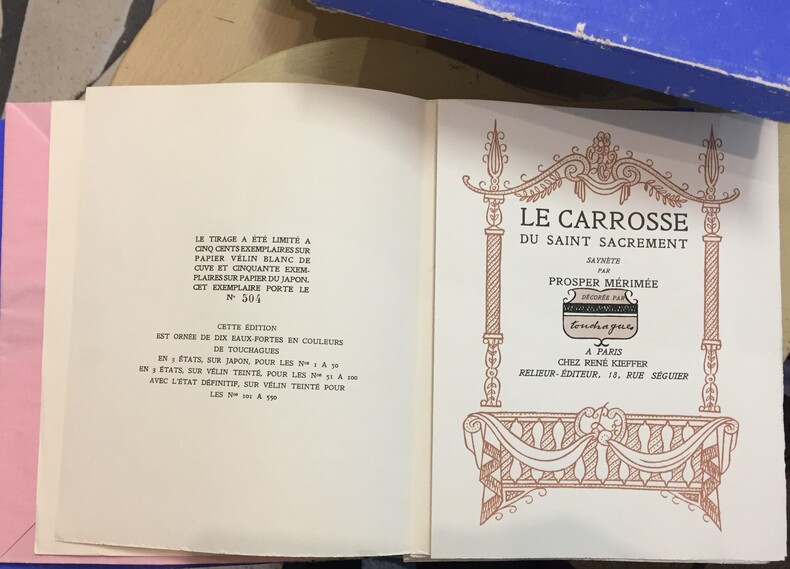 LE TIRAGE A ÉTÉ LIMITÉ A
CINQ CENTS EXEMPLAIRES SUR
PAPIER VÉLIN BLANC DE
CUVE ET CINQUANTE EXEM-
PLAIRES SUR PAPIER DU JAPON.
CET EXEMPLAIRE PORTE LE
Nº 504
CETTE ÉDITION
EST ORNÉE DE DIX EAUX-FORTES EN COULEURS
DE TOUCHAGUES
EN 3 ÉTATS, SUR JAPON, POUR LES Nos 1 A 50
EN 3 ÉTATS, SUR VÉLIN TEINTÉ, POUR LES Nos 51 A 100
AVEC L'ÉTAT DÉFINITIF, SUR VÉLIN TEINTÉ POUR
LES Nos 101 A 550
LE CARROSSE
DU SAINT SACREMENT
SAYNÈTE
PAR
PROSPER MÉRIMÉE
DÉCORÉE PAR
touchagues
A PARIS
CHEZ RENÉ KIEFFER
RELIEUR-ÉDITEUR, 18, RUE SÉGUIER